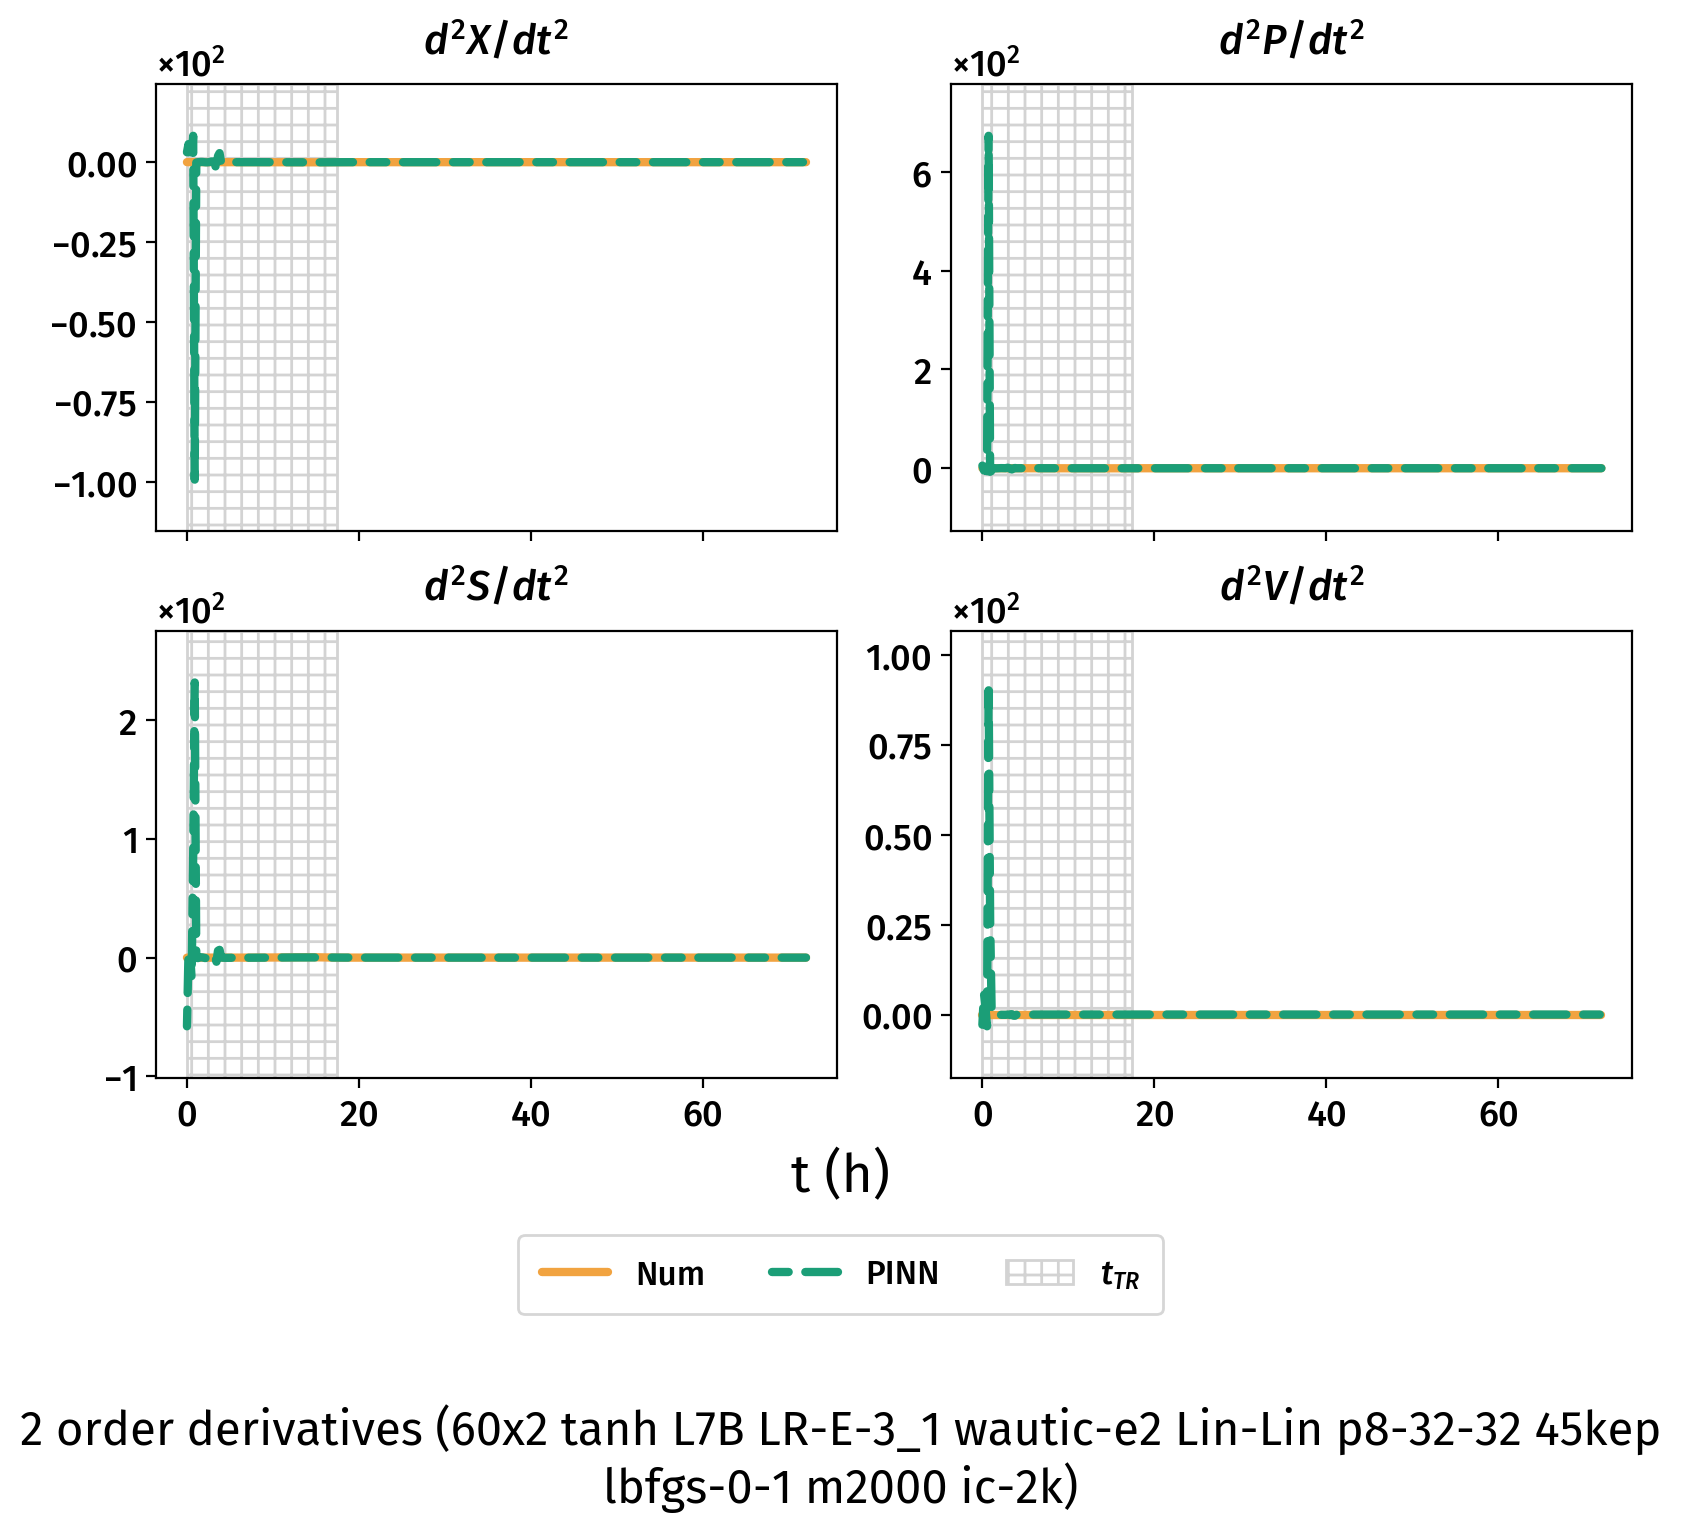 d²X/dt²
×10²
0.00
−0.25
−0.50
−0.75
−1.00
d²P/dt²
×10²
6
4
2
0
d²S/dt²
×10²
2
1
0
−1
0 20 40 60
d²V/dt²
×10²
1.00
0.75
0.50
0.25
0.00
0 20 40 60
t (h)
Num PINN t_TR
2 order derivatives (60x2 tanh L7B LR-E-3_1 wautic-e2 Lin-Lin p8-32-32 45kep
lbfgs-0-1 m2000 ic-2k)